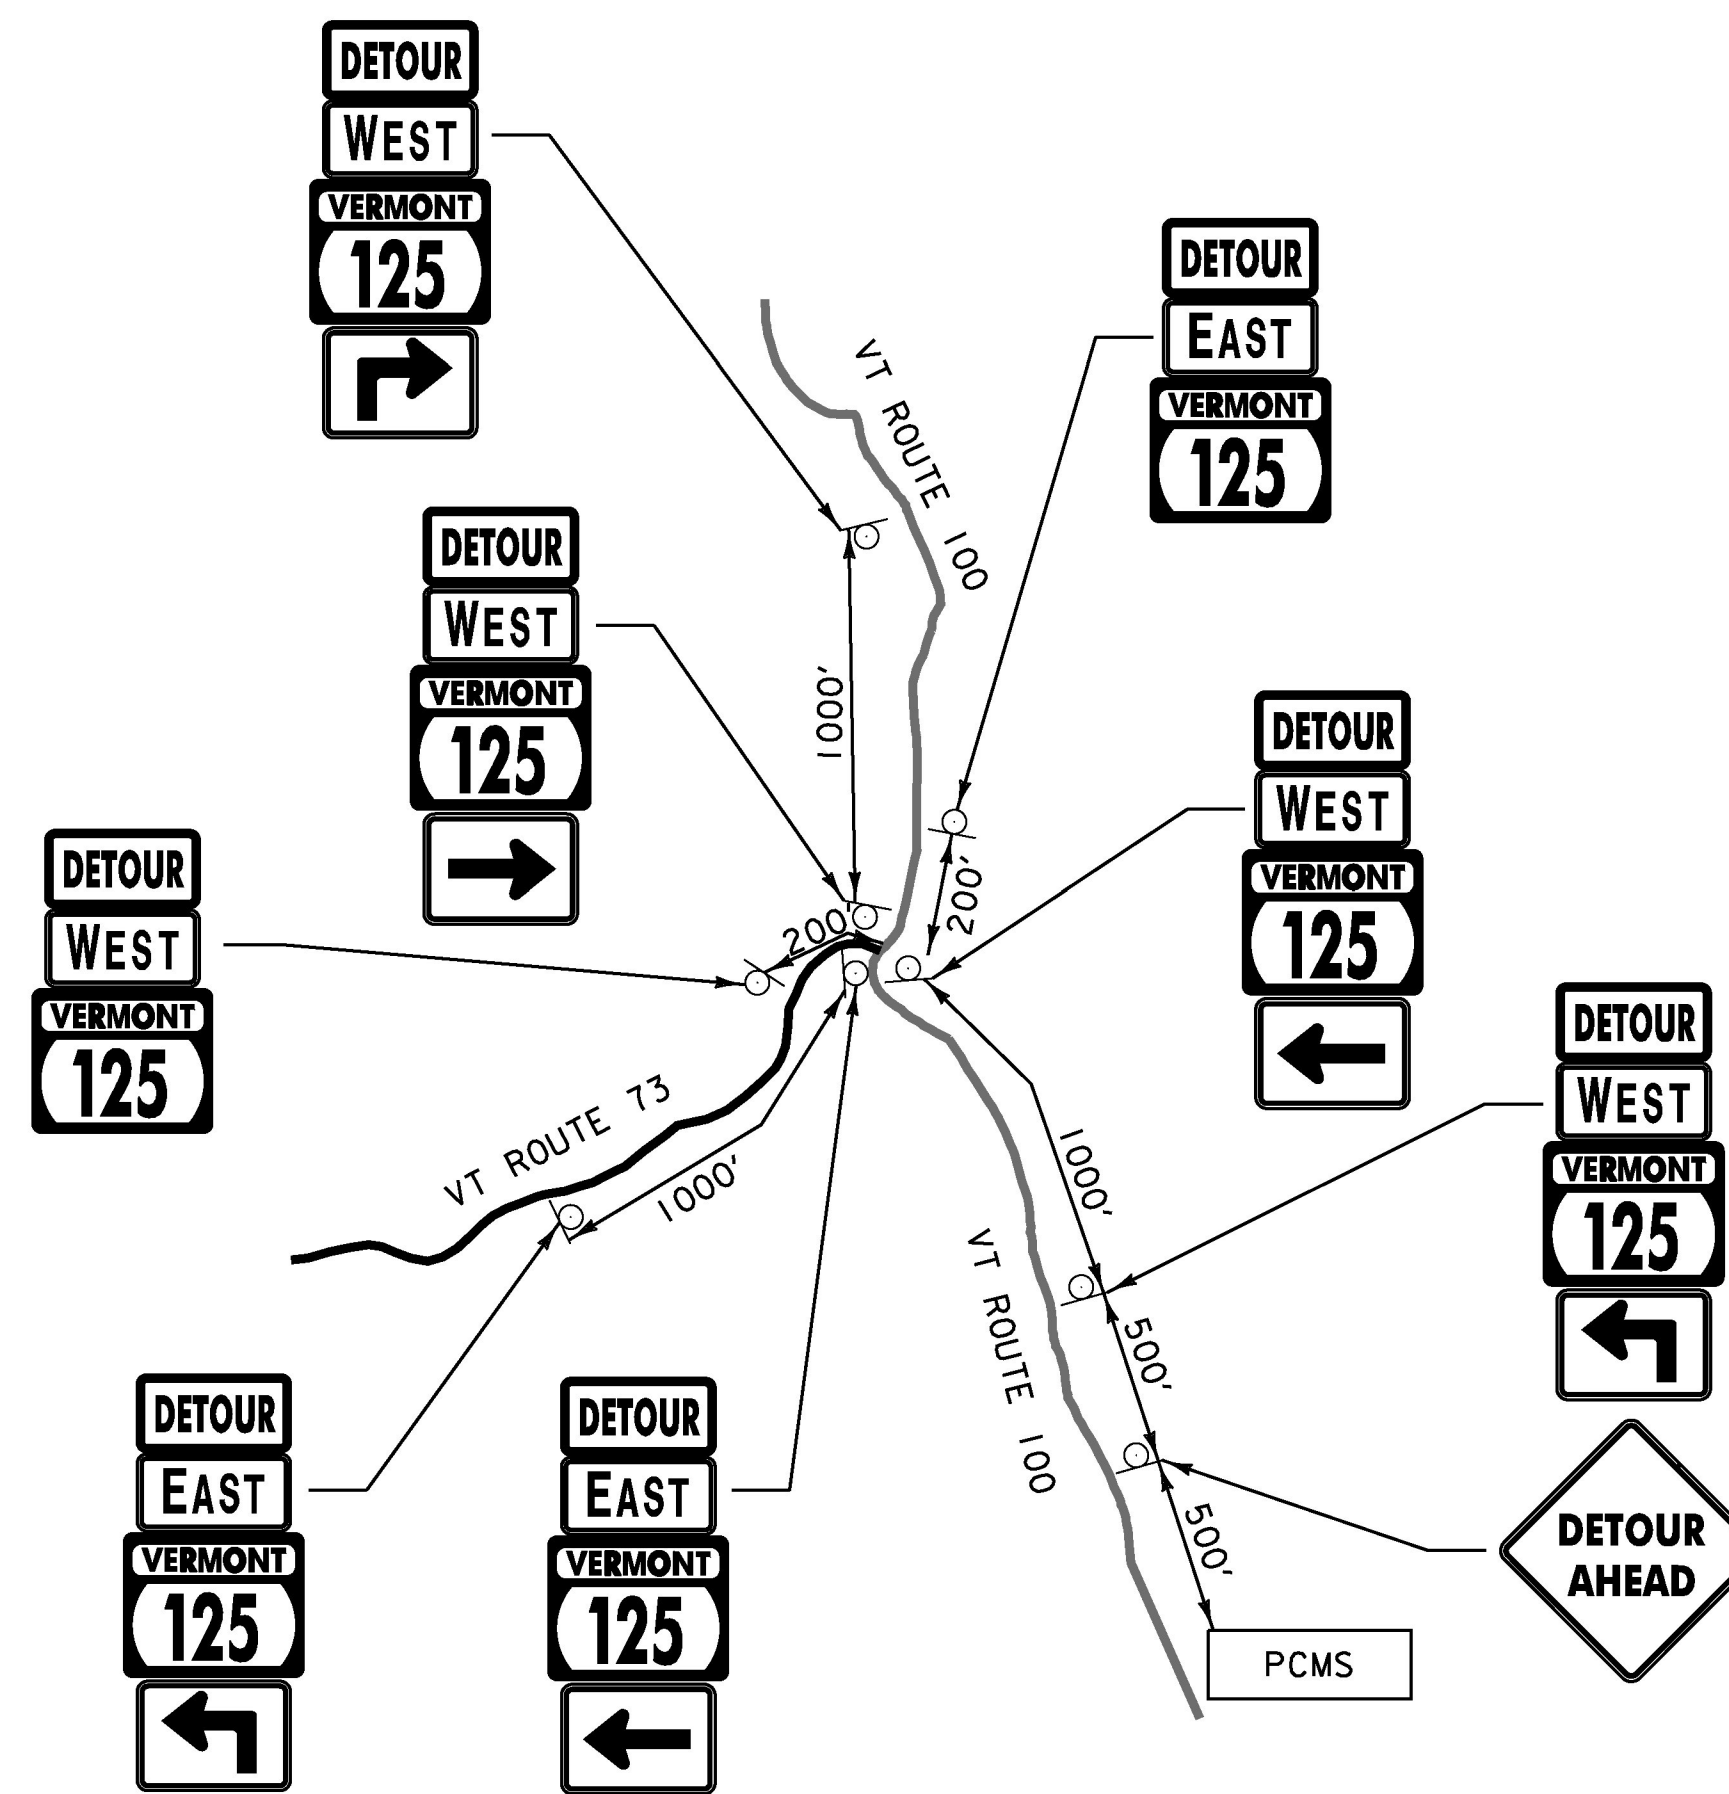 DETOUR
WEST
VERMONT
125
DETOUR
EAST
VERMONT
125
VT ROUTE 100
DETOUR
WEST
VERMONT
125
1000'
DETOUR
WEST
VERMONT
125
DETOUR
WEST
VERMONT
125
200'
200'
DETOUR
WEST
VERMONT
125
VT ROUTE 73
1000'
1000'
VT ROUTE 100
500'
500'
DETOUR
EAST
VERMONT
125
DETOUR
EAST
VERMONT
125
DETOUR
AHEAD
PCMS